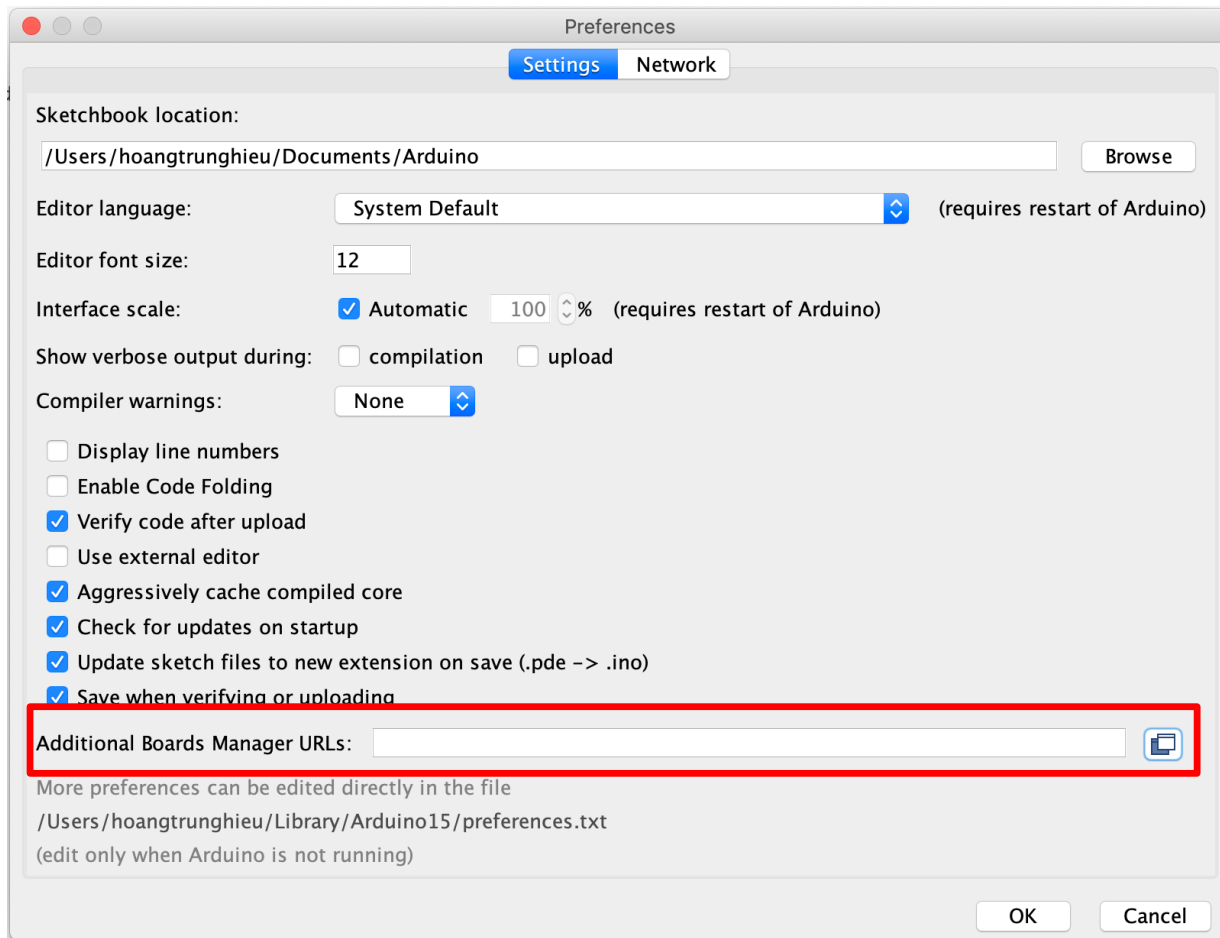 Preferences
Settings Network
Sketchbook location:
/Users/hoangtrunghieu/Documents/Arduino Browse
Editor language: System Default (requires restart of Arduino)
Editor font size: 12
Interface scale: Automatic 100 % (requires restart of Arduino)
Show verbose output during: compilation upload
Compiler warnings: None
Display line numbers
Enable Code Folding
Verify code after upload
Use external editor
Aggressively cache compiled core
Check for updates on startup
Update sketch files to new extension on save (.pde -> .ino)
Save when verifying or uploading
Additional Boards Manager URLs:
More preferences can be edited directly in the file
/Users/hoangtrunghieu/Library/Arduino15/preferences.txt
(edit only when Arduino is not running)
OK Cancel